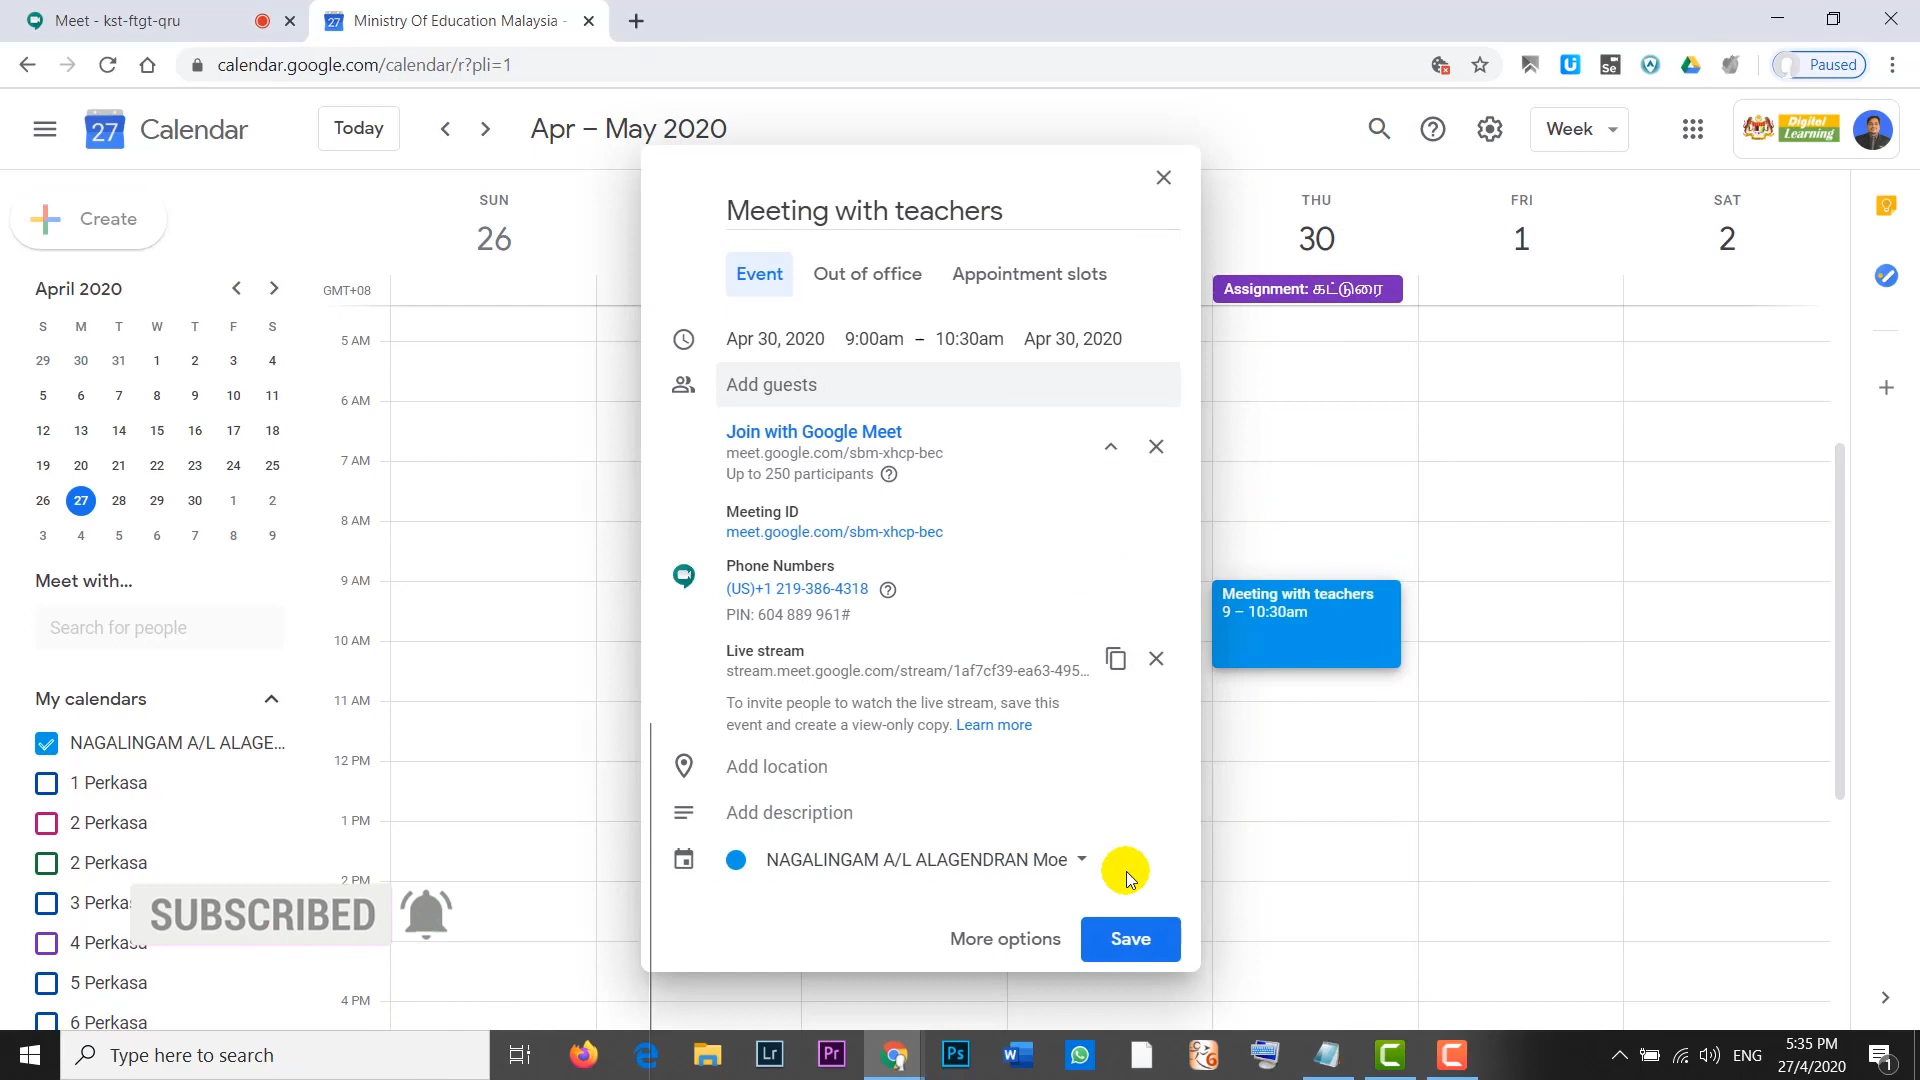 Meet - kst-ftgt-qru
Ministry Of Education Malaysia -
calendar.google.com/calendar/r?pli=1
Paused
27 Calendar
Today
Apr – May 2020
Week
Digital Learning
Create
SUN
26
THU
30
FRI
1
SAT
2
GMT+08
Assignment: கட்டுரை
April 2020
S M T W T F S
29 30 31 1 2 3 4
5 6 7 8 9 10 11
12 13 14 15 16 17 18
19 20 21 22 23 24 25
26 27 28 29 30 1 2
3 4 5 6 7 8 9
Meet with...
Search for people
My calendars
NAGALINGAM A/L ALAGE...
1 Perkasa
2 Perkasa
2 Perkasa
3 Perka
4 Perkasa
5 Perkasa
6 Perkasa
SUBSCRIBED
5 AM
6 AM
7 AM
8 AM
9 AM
10 AM
11 AM
12 PM
1 PM
2 PM
4 PM
Meeting with teachers
Event
Out of office
Appointment slots
Apr 30, 2020 9:00am – 10:30am Apr 30, 2020
Add guests
Join with Google Meet
meet.google.com/sbm-xhcp-bec
Up to 250 participants
Meeting ID
meet.google.com/sbm-xhcp-bec
Phone Numbers
(US)+1 219-386-4318
PIN: 604 889 961#
Live stream
stream.meet.google.com/stream/1af7cf39-ea63-495...
To invite people to watch the live stream, save this
event and create a view-only copy. Learn more
Add location
Add description
NAGALINGAM A/L ALAGENDRAN Moe
More options
Save
Meeting with teachers
9 – 10:30am
Type here to search
ENG
5:35 PM
27/4/2020
1